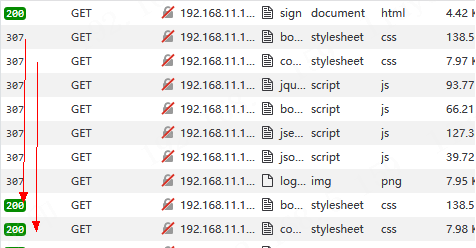 200 GET 192.168.11.1... sign document html 4.42 K
307 GET 192.168.11.1... bo... stylesheet css 138.5
307 GET 192.168.11.1... co... stylesheet css 7.97 K
307 GET 192.168.11.1... jqu... script js 93.77
307 GET 192.168.11.1... bo... script js 66.21
307 GET 192.168.11.1... jse... script js 127.3
307 GET 192.168.11.1... jso... script js 39.72
307 GET 192.168.11.1... log... img png 7.95 K
200 GET 192.168.11.1... bo... stylesheet css 138.5
200 GET 192.168.11.1... co... stylesheet css 7.98 K